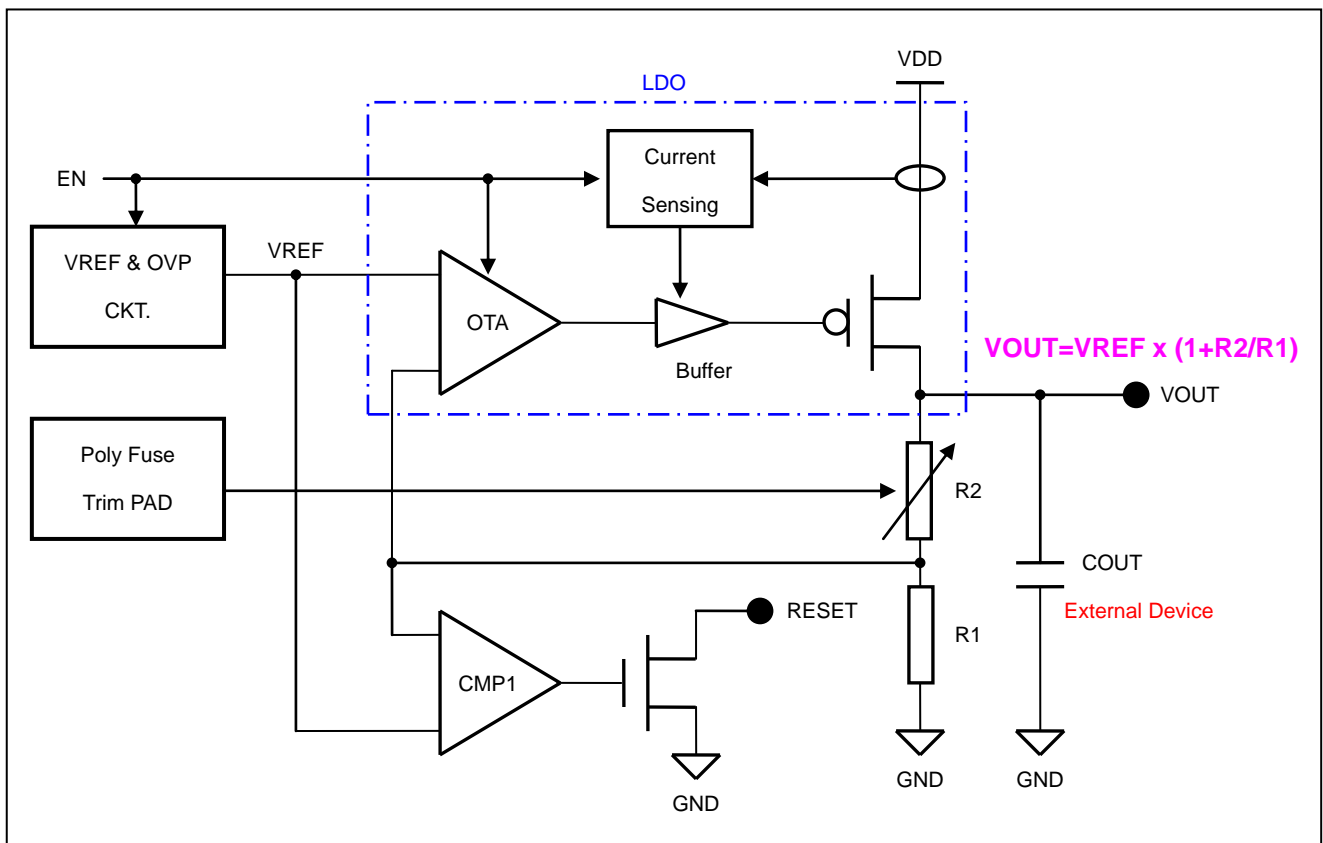 VDD
LDO
Current
Sensing
EN
VREF & OVP
CKT.
VREF
OTA
Buffer
VOUT=VREF x (1+R2/R1)
VOUT
Poly Fuse
Trim PAD
R2
COUT
External Device
RESET
R1
CMP1
GND
GND
GND